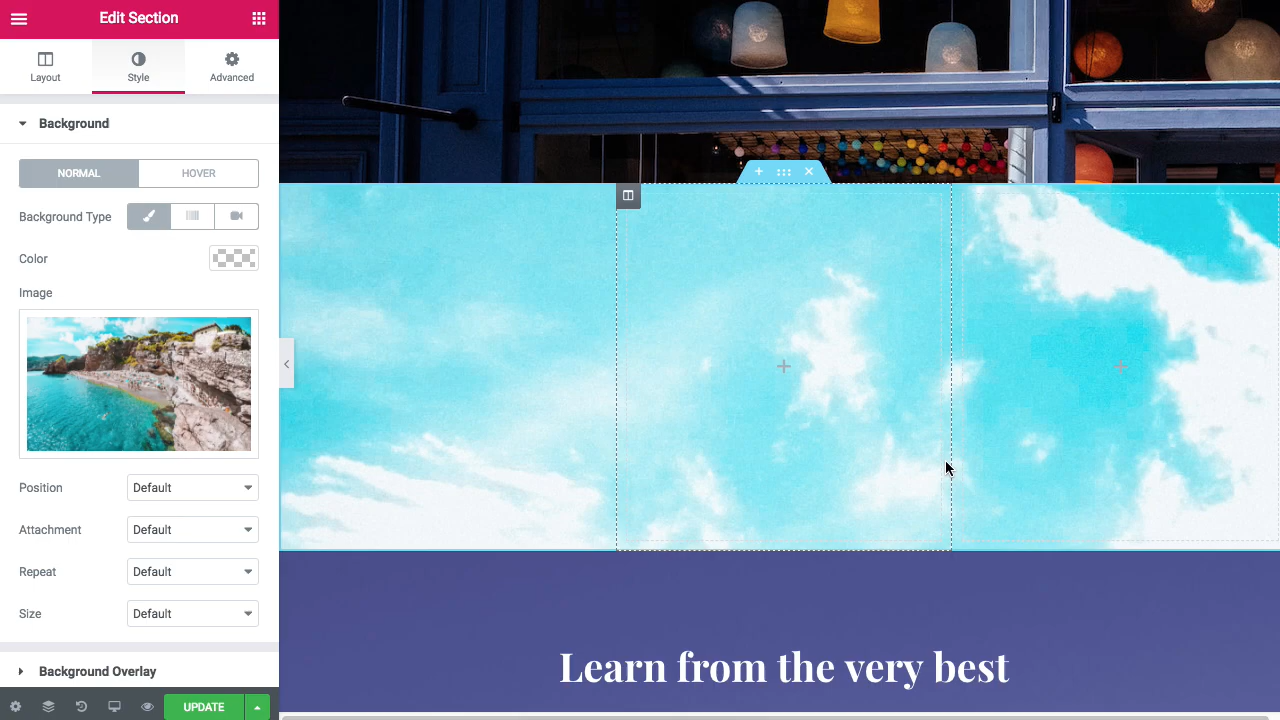 Edit Section
Layout
Style
Advanced
Background
NORMAL
HOVER
Background Type
Color
Image
Position
Default
Attachment
Default
Repeat
Default
Size
Default
Background Overlay
UPDATE
Learn from the very best